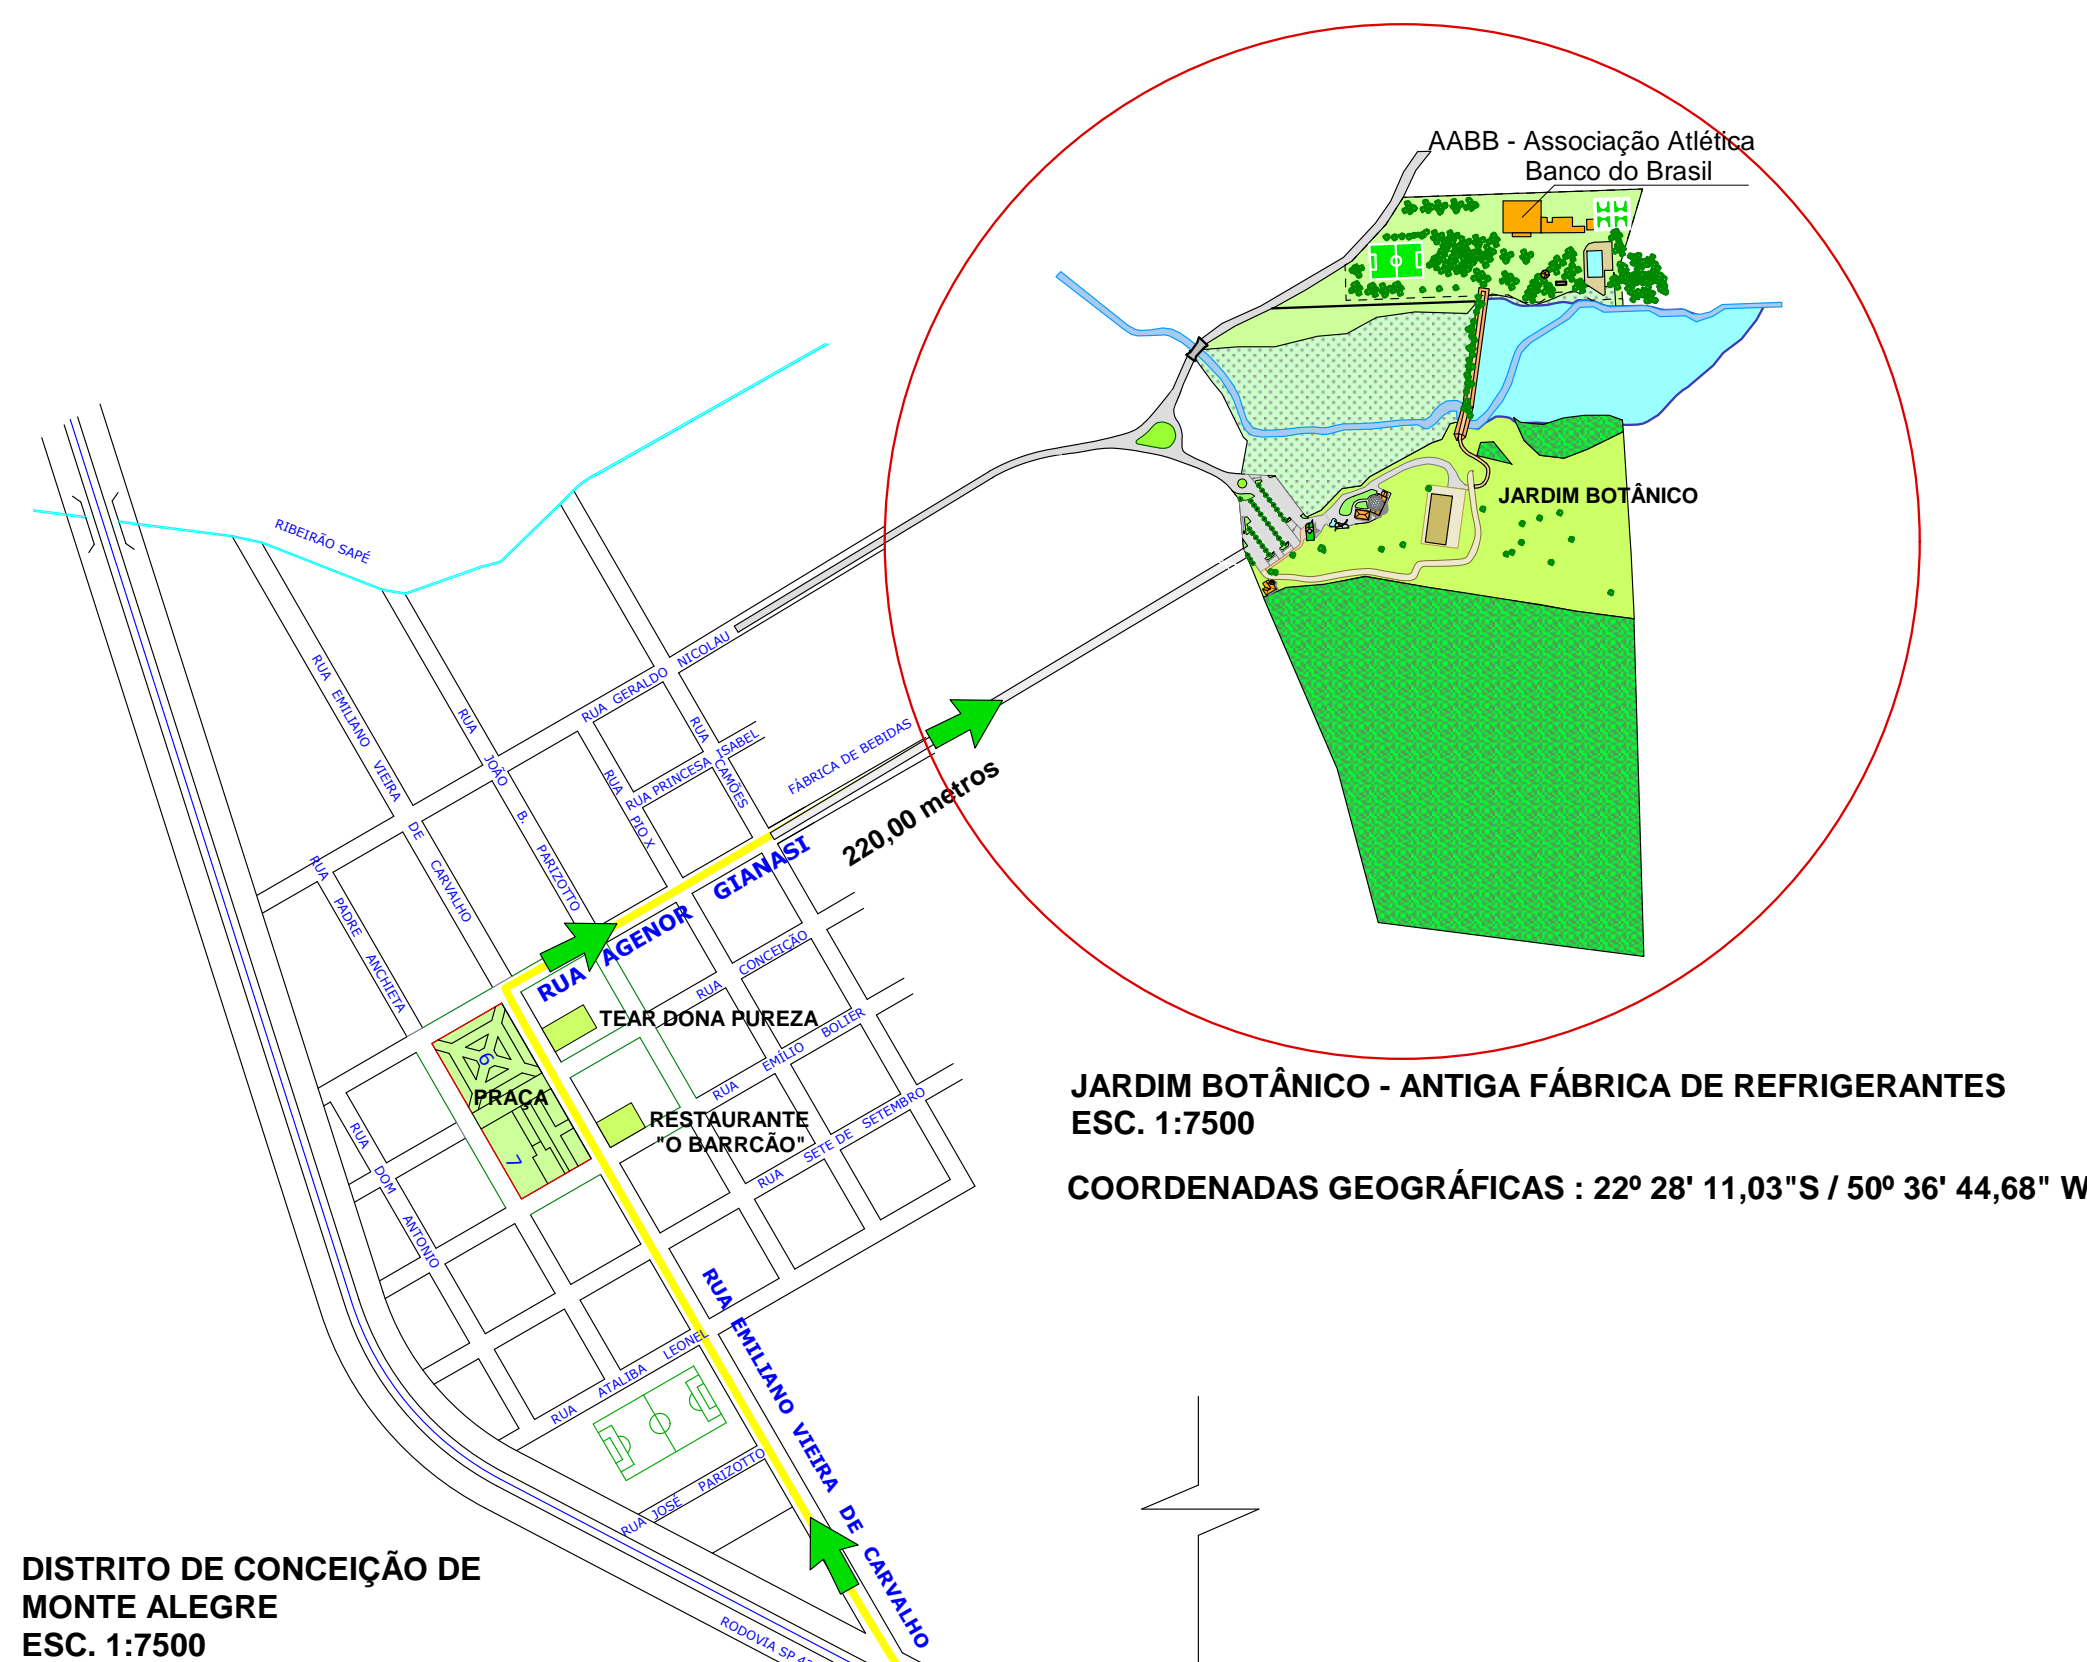 AABB - Associação Atlética
Banco do Brasil
JARDIM BOTÂNICO
RIBEIRÃO SAPÉ
RUA EMILIANO VIEIRA DE CARVALHO
RUA JOÃO B. PARIZOTTO
RUA GERALDO NICOLAU
RUA CAMÕES
RUA PRINCESA ISABEL
RUA PIO X
FÁBRICA DE BEBIDAS
220,00 metros
RUA AGENOR GIANASI
RUA PADRE ANCHIETA
RUA CONCEIÇÃO
TEAR DONA PUREZA
RUA EMÍLIO BOLIER
6
PRAÇA
7
RESTAURANTE
"O BARRCÃO"
RUA SETE DE SETEMBRO
RUA DOM ANTONIO
JARDIM BOTÂNICO - ANTIGA FÁBRICA DE REFRIGERANTES
ESC. 1:7500
COORDENADAS GEOGRÁFICAS : 22º 28' 11,03"S / 50º 36' 44,68" W
RUA EMILIANO VIEIRA DE CARVALHO
RUA ATALIBA LEONEL
RUA JOSÉ PARIZOTTO
RODOVIA SP
DISTRITO DE CONCEIÇÃO DE
MONTE ALEGRE
ESC. 1:7500